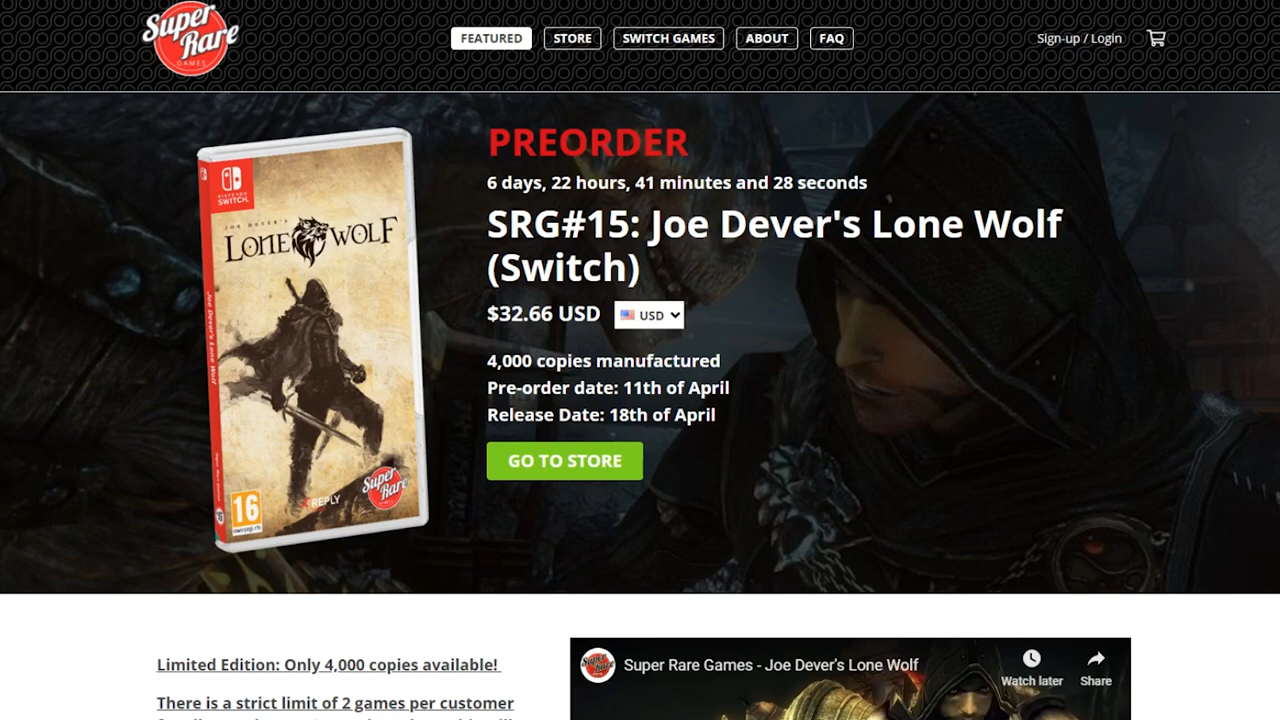 Super
Rare
GAMES
FEATURED
STORE
SWITCH GAMES
ABOUT
FAQ
Sign-up / Login
PREORDER
6 days, 22 hours, 41 minutes and 28 seconds
SRG#15: Joe Dever's Lone Wolf
(Switch)
$32.66 USD
USD
4,000 copies manufactured
Pre-order date: 11th of April
Release Date: 18th of April
GO TO STORE
NINTENDO
SWITCH
JOE DEVER'S
LONE WOLF
Joe Dever's Lone Wolf
16
REPLY
Super
Rare
Limited Edition: Only 4,000 copies available!
There is a strict limit of 2 games per customer
Super Rare Games - Joe Dever's Lone Wolf
Watch later
Share